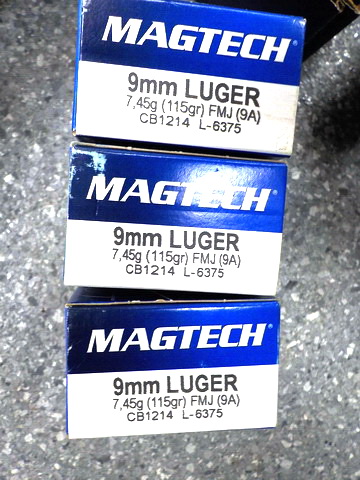 MAGTECH
9mm LUGER
7,45g (115gr) FMJ (9A)
CB1214 L-6375
MAGTECH
9mm LUGER
7,45g (115gr) FMJ (9A)
CB1214 L-6375
MAGTECH
9mm LUGER
7,45g (115gr) FMJ (9A)
CB1214 L-6375